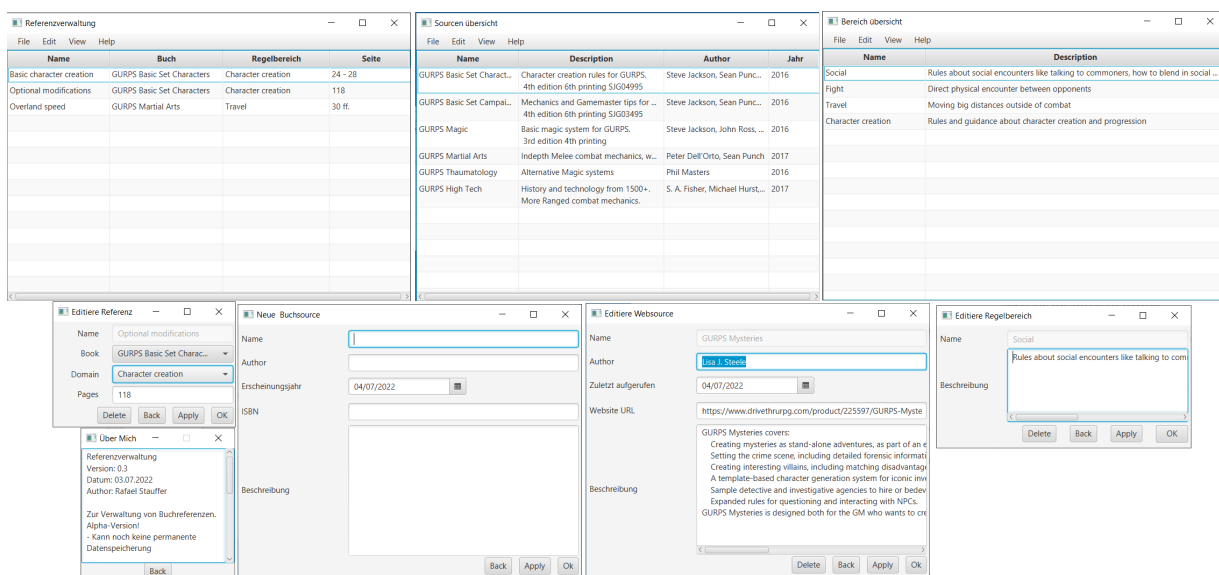 Referenzverwaltung
File Edit View Help
Name Buch Regelbereich Seite
Basic character creation GURPS Basic Set Characters Character creation 24 - 28
Optional modifications GURPS Basic Set Characters Character creation 118
Overland speed GURPS Martial Arts Travel 30 ff.
Sourcen übersicht
File Edit View Help
Name Description Author Jahr
GURPS Basic Set Charact... Character creation rules for GURPS. Steve Jackson, Sean Punc... 2016
4th edition 6th printing SJG04995
GURPS Basic Set Campai... Mechanics and Gamemaster tips for ... Steve Jackson, Sean Punc... 2016
4th edition 6th printing SJG03495
GURPS Magic Basic magic system for GURPS. Steve Jackson, John Ross, ... 2016
3rd edition 4th printing
GURPS Martial Arts Indepth Melee combat mechanics, w... Peter Dell'Orto, Sean Punch 2017
GURPS Thaumatology Alternative Magic systems Phil Masters 2016
GURPS High Tech History and technology from 1500+. S. A. Fisher, Michael Hurst,... 2017
More Ranged combat mechanics.
Bereich übersicht
File Edit View Help
Name Description
Social Rules about social encounters like talking to commoners, how to blend in social ...
Fight Direct physical encounter between opponents
Travel Moving big distances outside of combat
Character creation Rules and guidance about character creation and progression
Editiere Referenz
Name Optional modifications
Book GURPS Basic Set Charac...
Domain Character creation
Pages 118
Delete Back Apply OK
Über Mich
Referenzverwaltung
Version: 0.3
Datum: 03.07.2022
Author: Rafael Stauffer
Zur Verwaltung von Buchreferenzen.
Alpha-Version!
- Kann noch keine permanente
Datenspeicherung
Back
Neue Buchsource
Name
Author
Erscheinungsjahr 04/07/2022
ISBN
Beschreibung
Back Apply Ok
Editiere Websource
Name GURPS Mysteries
Author Lisa J. Steele
Zuletzt aufgerufen 04/07/2022
Website URL https://www.drivethrurpg.com/product/225597/GURPS-Myste
Beschreibung
GURPS Mysteries covers:
Creating mysteries as stand-alone adventures, as part of an e
Setting the crime scene, including detailed forensic informati
Creating interesting villains, including matching disadvantage
A template-based character generation system for iconic inve
Sample detective and investigative agencies to hire or bedev
Expanded rules for questioning and interacting with NPCs.
GURPS Mysteries is designed both for the GM who wants to cre
Delete Back Apply Ok
Editiere Regelbereich
Name Social
Beschreibung Rules about social encounters like talking to com
Delete Back Apply OK